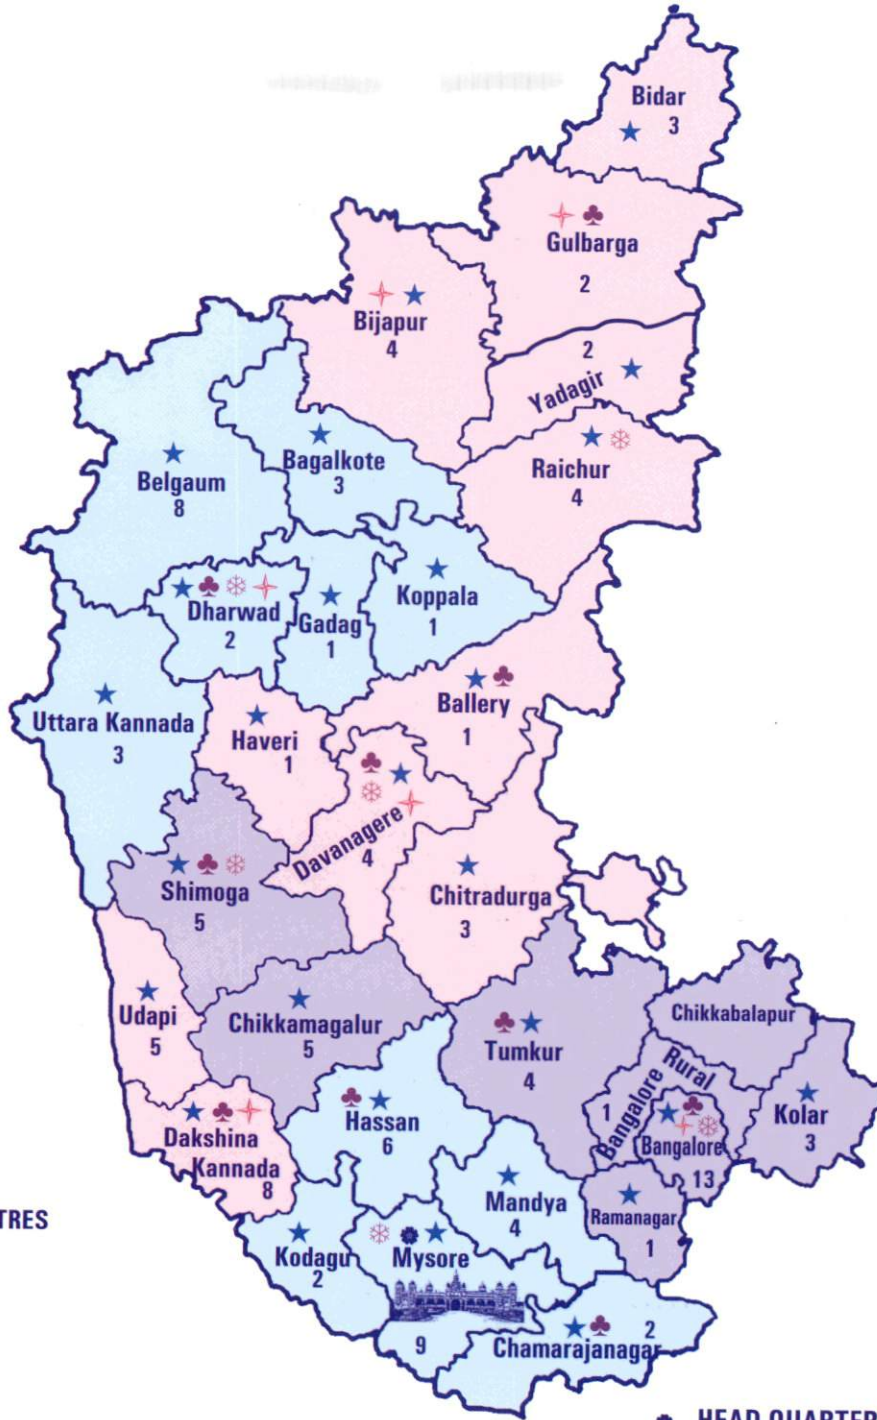 Bidar
3
Gulbarga
2
Bijapur
4
2
Yadagir
Raichur
4
Bagalkote
3
Belgaum
8
Dharwad
2
Gadag
1
Koppala
1
Ballery
1
Uttara Kannada
3
Haveri
1
Davanagere
4
Shimoga
5
Chitradurga
3
Udapi
5
Chikkamagalur
5
Tumkur
4
Chikkabalapur
Bangalore Rural
1
Bangalore
13
Kolar
3
Hassan
6
Dakshina
Kannada
8
Mandya
4
Ramanagar
1
TRES
Kodagu
2
Mysore
9
Chamarajanagar
2
HEAD QUARTER